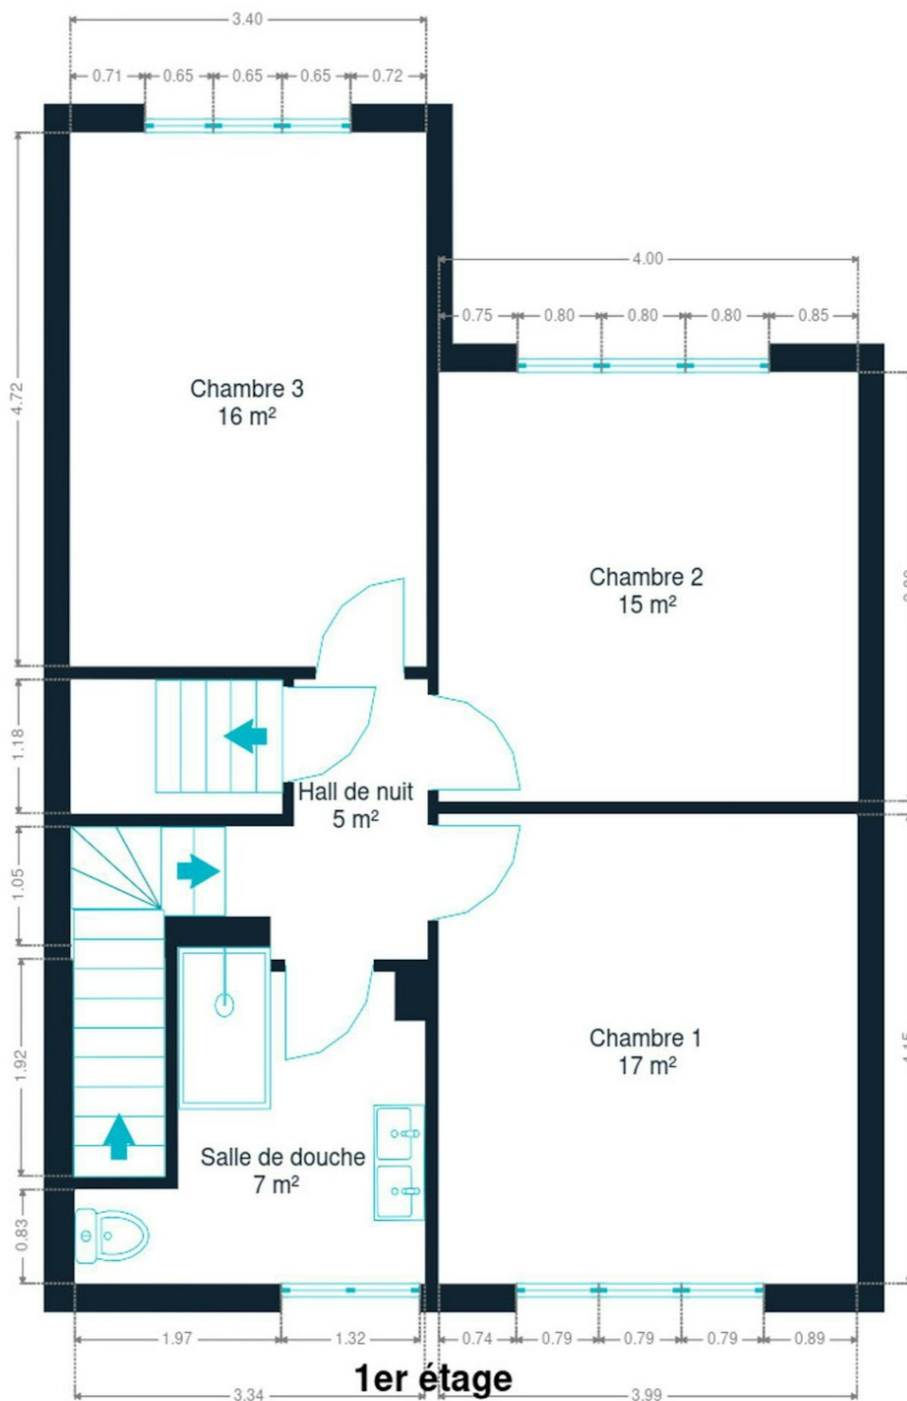 3.40
0.71 0.65 0.65 0.65 0.72
4.00
0.75 0.80 0.80 0.80 0.85
4.72
Chambre 3
16 m²
Chambre 2
15 m²
1.18
Hall de nuit
5 m²
1.05
1.92
Chambre 1
17 m²
Salle de douche
7 m²
0.83
1.97 1.32 0.74 0.79 0.79 0.79 0.89
1er étage
3.34 3.99